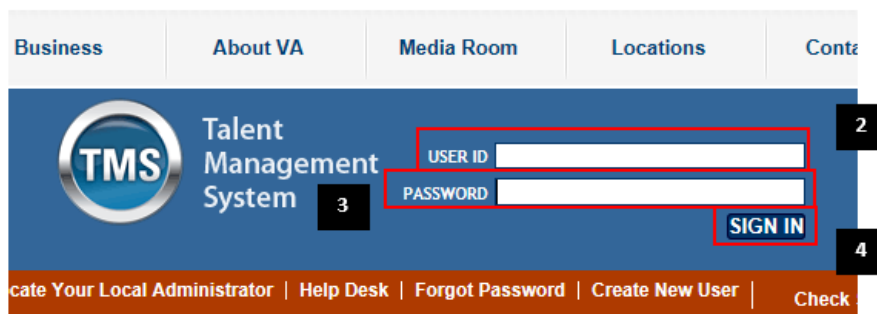 Business About VA Media Room Locations Conta
2
TMS
Talent
Management
System
USER ID
3
PASSWORD
SIGN IN
4
cate Your Local Administrator | Help Desk | Forgot Password | Create New User |
Check